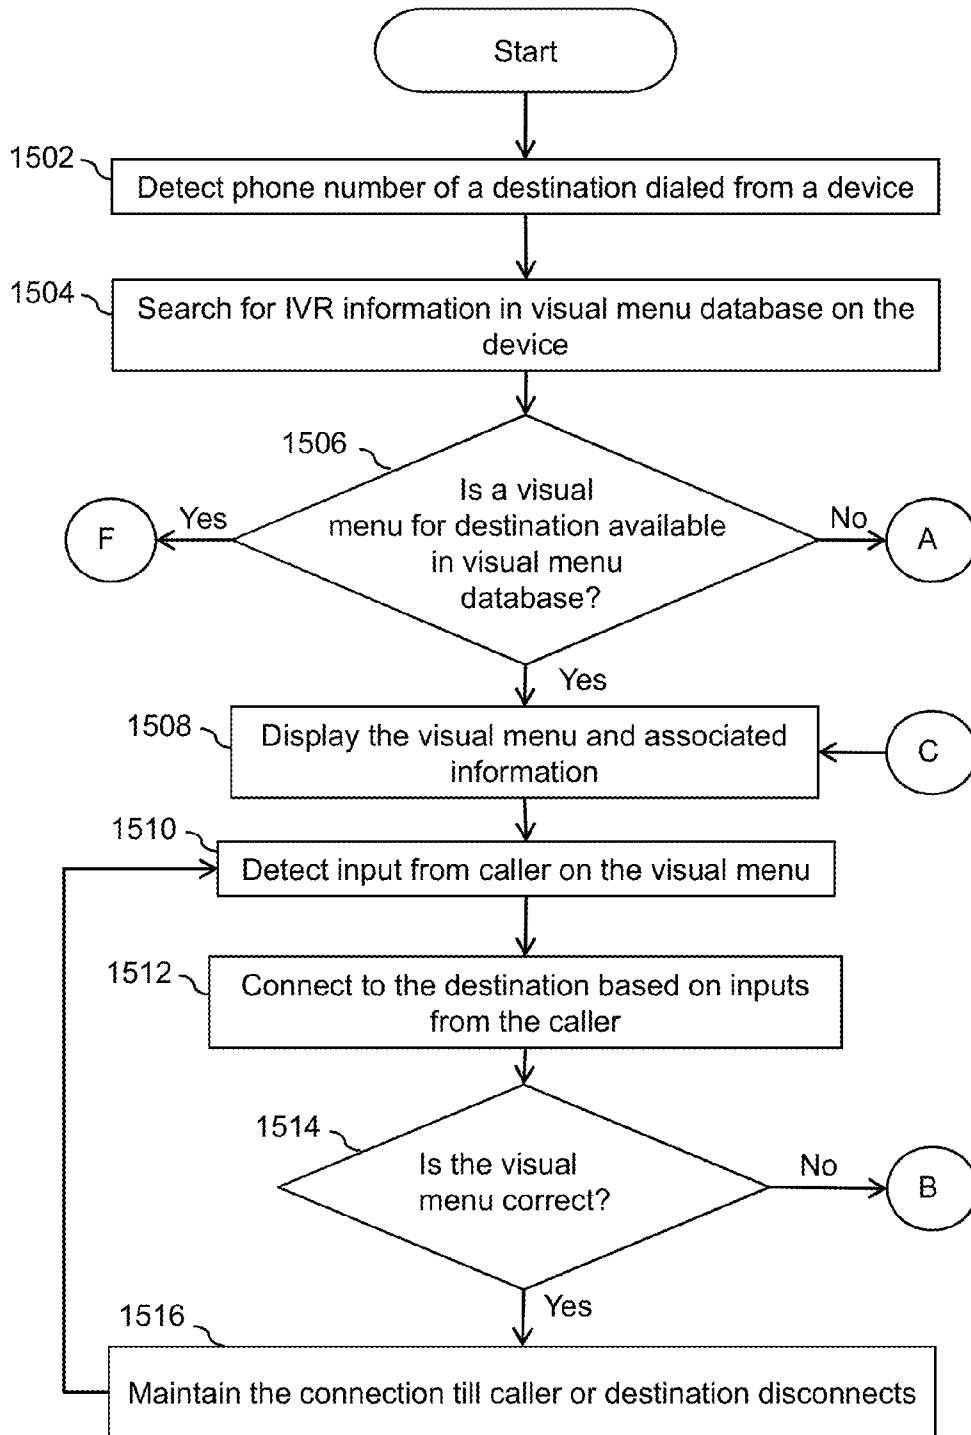 Start
1502
Detect phone number of a destination dialed from a device
1504
Search for IVR information in visual menu database on the
device
1506
Is a visual
menu for destination available
in visual menu
database?
Yes
F
No
A
Yes
1508
Display the visual menu and associated
information
C
1510
Detect input from caller on the visual menu
1512
Connect to the destination based on inputs
from the caller
1514
Is the visual
menu correct?
No
B
Yes
1516
Maintain the connection till caller or destination disconnects